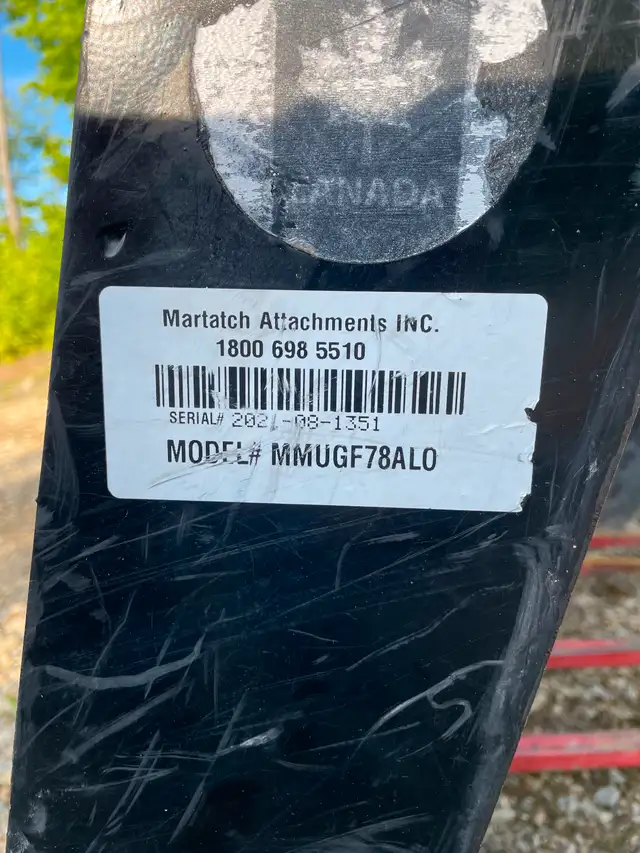 CANADA
Martatch Attachments INC.
1800 698 5510
SERIAL# 2021-08-1351
MODEL# MMUGF78ALO